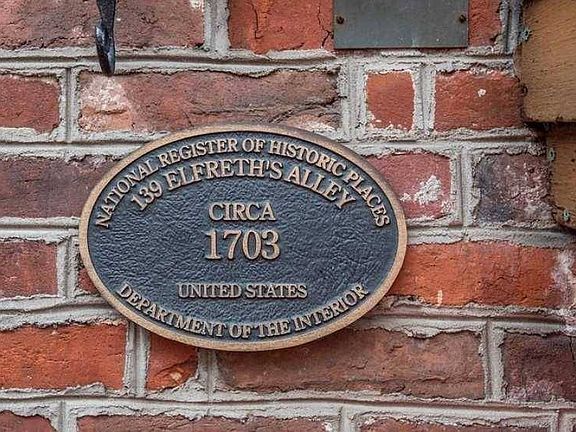 NATIONAL REGISTER OF HISTORIC PLACES
139 ELFRETH'S ALLEY
CIRCA
1703
UNITED STATES
DEPARTMENT OF THE INTERIOR